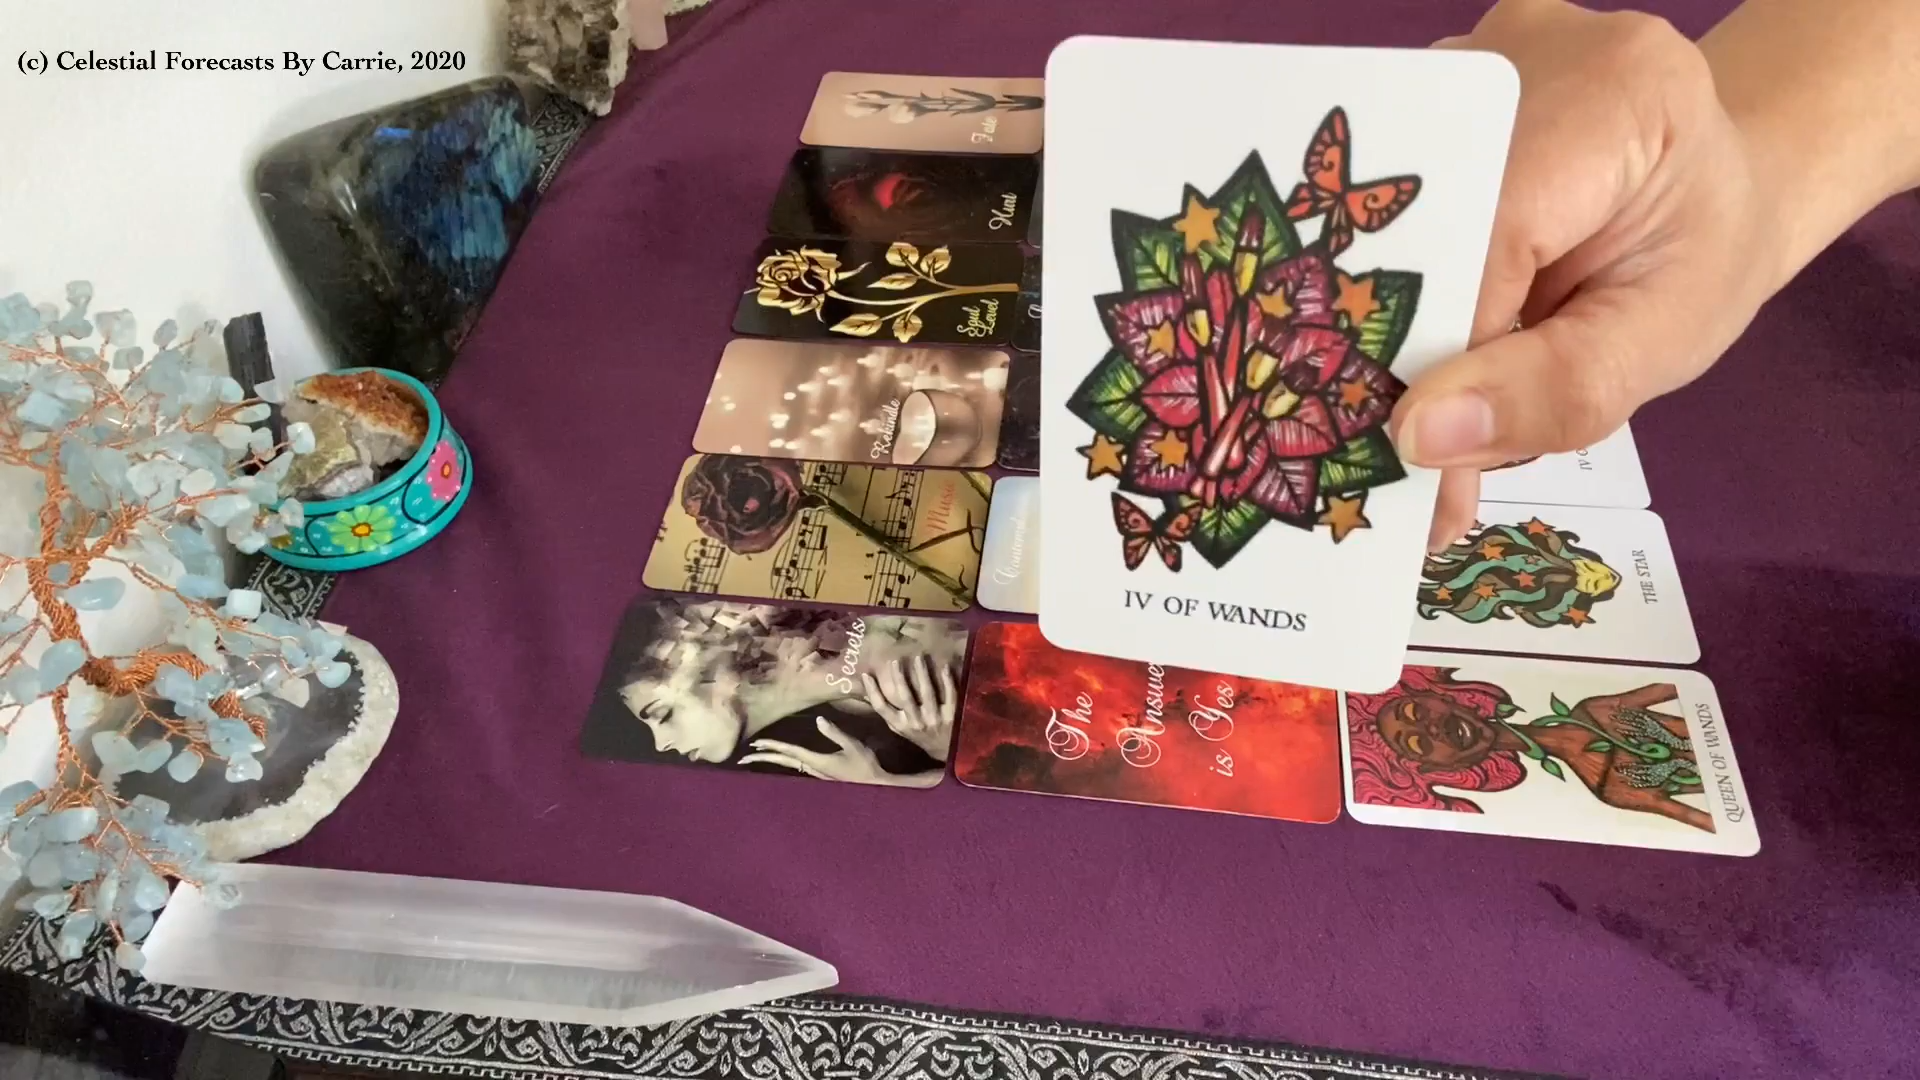 (c) Celestial Forecasts By Carrie, 2020
Fate
Hurt
Soul
Level
Rekindle
Music
IV OF WANDS
THE STAR
Secrets
The
Answer
is Yes
QUEEN OF WANDS